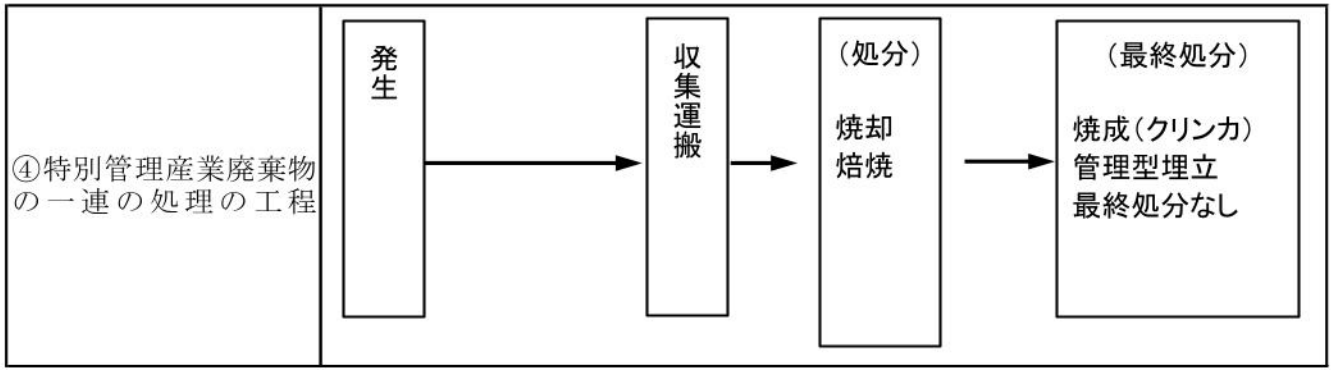 ④特別管理産業廃棄物
の一連の処理の工程
発生
収集運搬
(処分)
焼却
焙焼
(最終処分)
焼成(クリンカ)
管理型埋立
最終処分なし